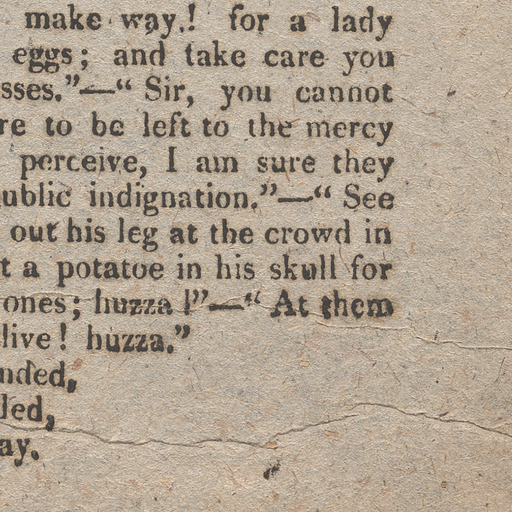 make way! for a lady
eggs; and take care you
sses."—" Sir, you cannot
re to be left to the mercy
perceive, I am sure they
ublic indignation."—" See
out his leg at the crowd in
t a potatoe in his skull for
ones; huzza!"—" At them
live! huzza."
nded,
led,
ay.